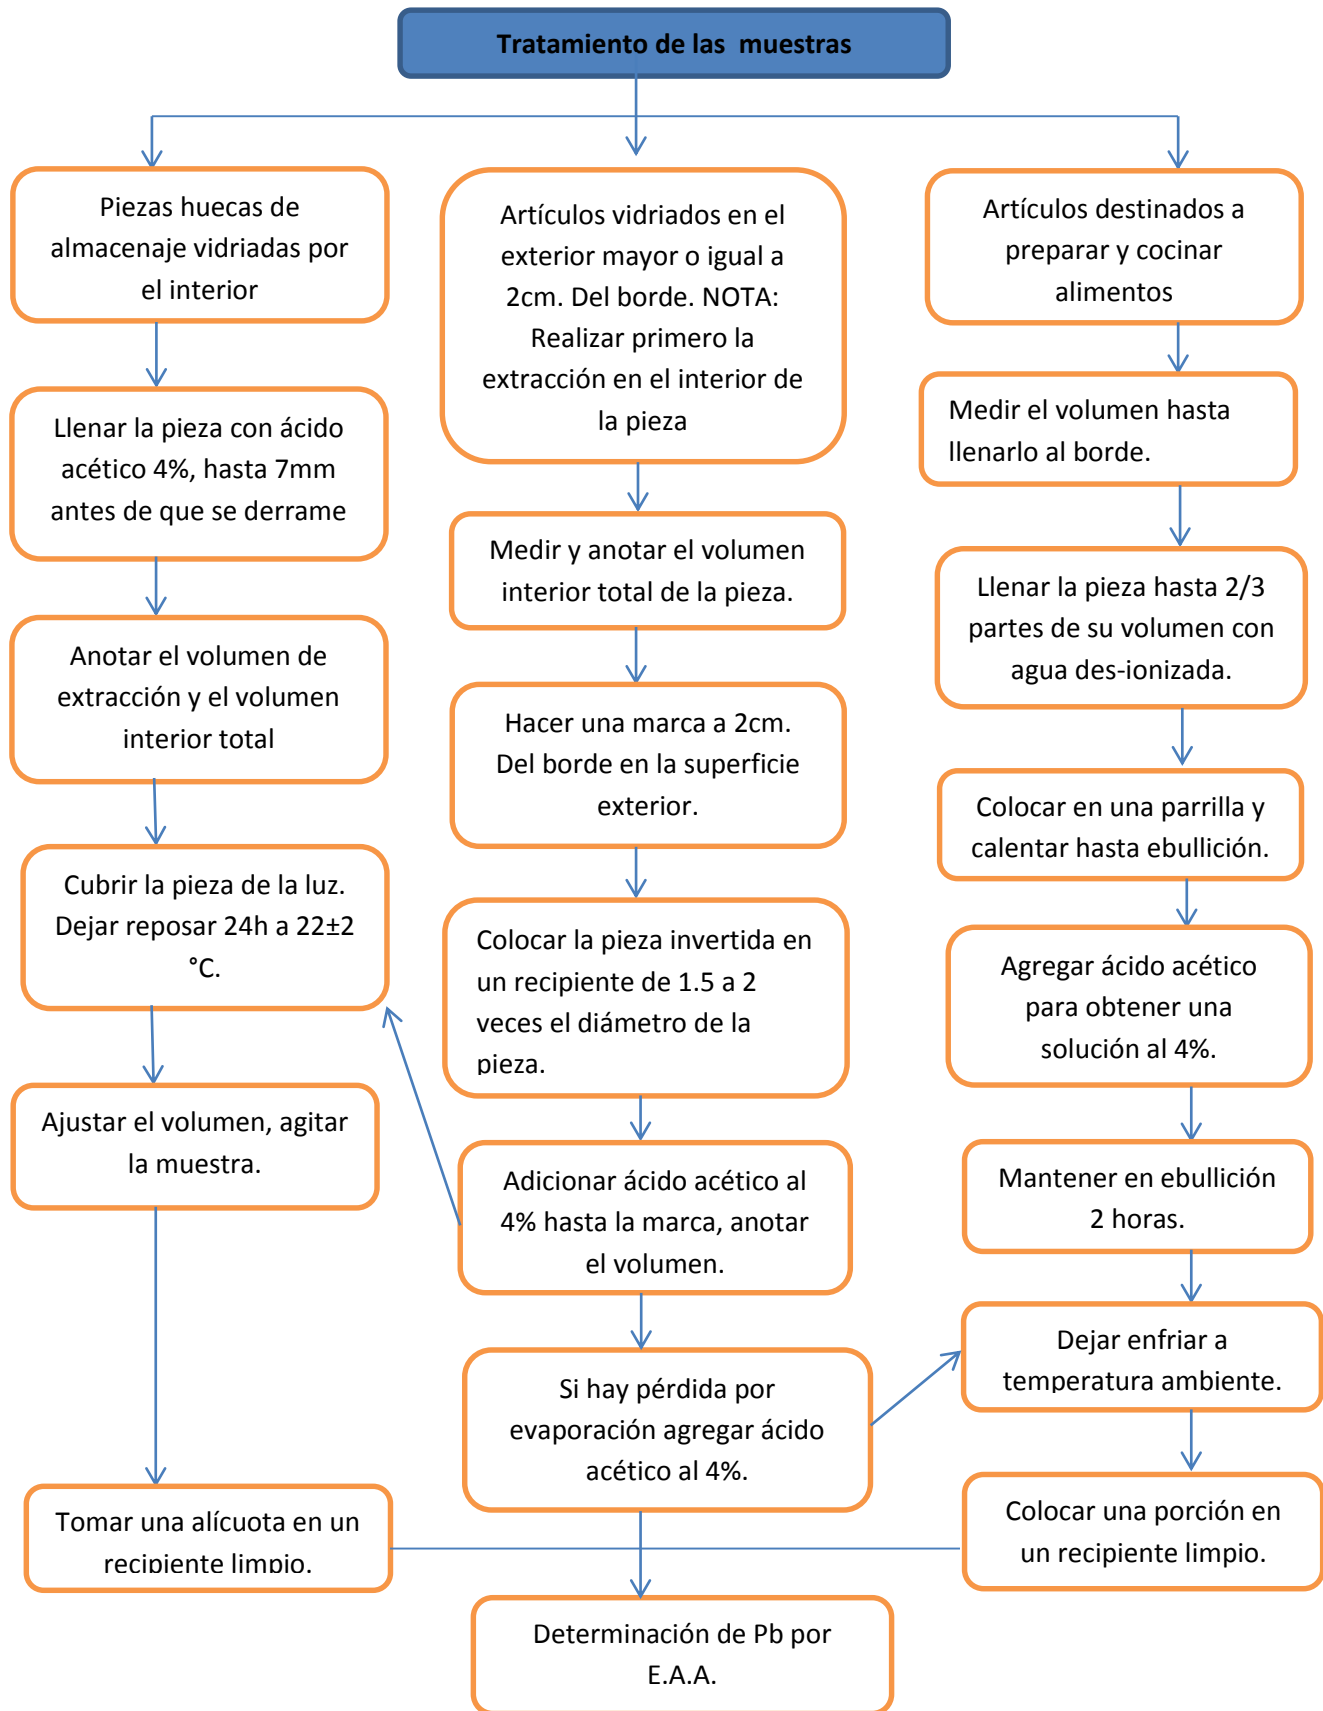 Tratamiento de las  muestras
Piezas huecas de
almacenaje vidriadas por
el interior
Llenar la pieza con ácido
acético 4%, hasta 7mm
antes de que se derrame
Anotar el volumen de
extracción y el volumen
interior total
Cubrir la pieza de la luz.
Dejar reposar 24h a 22±2
°C.
Ajustar el volumen, agitar
la muestra.
Tomar una alícuota en un
recipiente limpio.
Artículos vidriados en el
exterior mayor o igual a
2cm. Del borde. NOTA:
Realizar primero la
extracción en el interior de
la pieza
Medir y anotar el volumen
interior total de la pieza.
Hacer una marca a 2cm.
Del borde en la superficie
exterior.
Colocar la pieza invertida en
un recipiente de 1.5 a 2
veces el diámetro de la
pieza.
Adicionar ácido acético al
4% hasta la marca, anotar
el volumen.
Si hay pérdida por
evaporación agregar ácido
acético al 4%.
Artículos destinados a
preparar y cocinar
alimentos
Medir el volumen hasta
llenarlo al borde.
Llenar la pieza hasta 2/3
partes de su volumen con
agua des-ionizada.
Colocar en una parrilla y
calentar hasta ebullición.
Agregar ácido acético
para obtener una
solución al 4%.
Mantener en ebullición
2 horas.
Dejar enfriar a
temperatura ambiente.
Colocar una porción en
un recipiente limpio.
Determinación de Pb por
E.A.A.